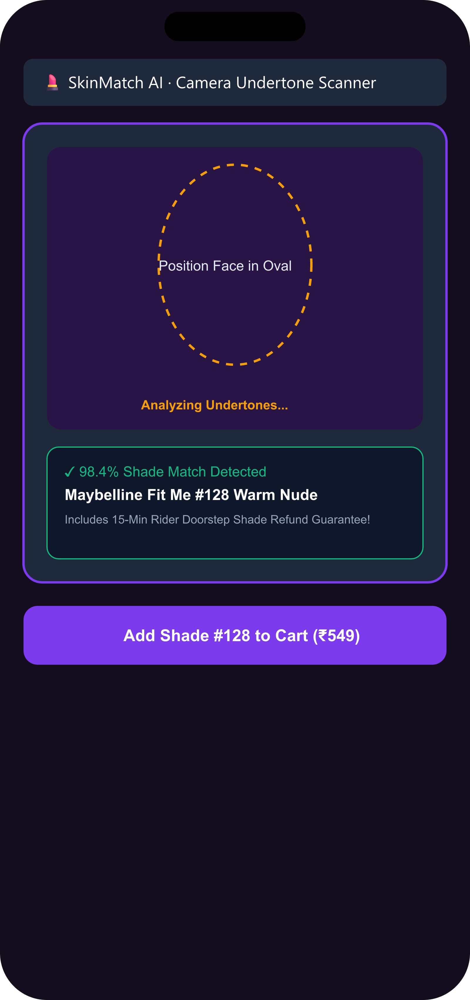 💄 SkinMatch AI · Camera Undertone Scanner
Position Face in Oval
Analyzing Undertones...
✓ 98.4% Shade Match Detected
Maybelline Fit Me #128 Warm Nude
Includes 15-Min Rider Doorstep Shade Refund Guarantee!
Add Shade #128 to Cart (₹549)